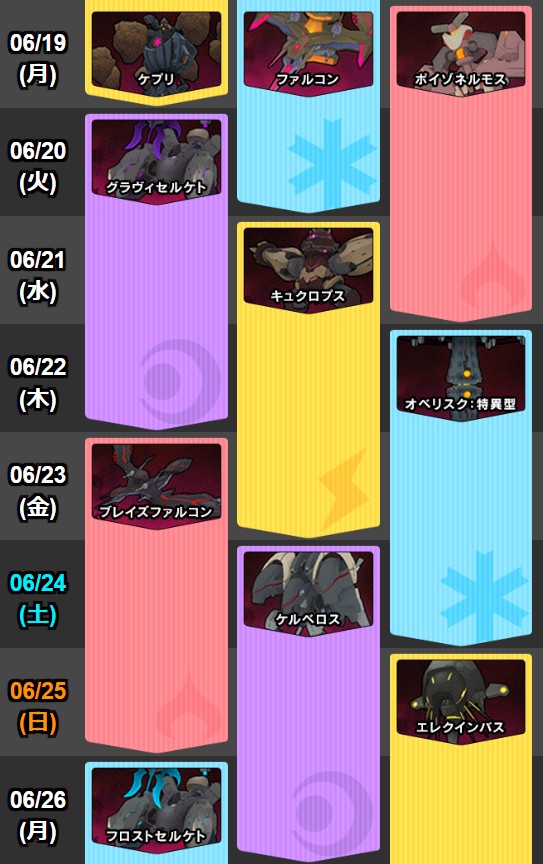 06/19
(月)
ケプリ
ファルコン
ポイゾネルモス
06/20
(火)
グラヴィセルケト
06/21
(水)
キュクロプス
06/22
(木)
オベリスク:特異型
06/23
(金)
ブレイズファルコン
06/24
(土)
ケルベロス
06/25
(日)
エレクインバス
06/26
(月)
フロストセルケト